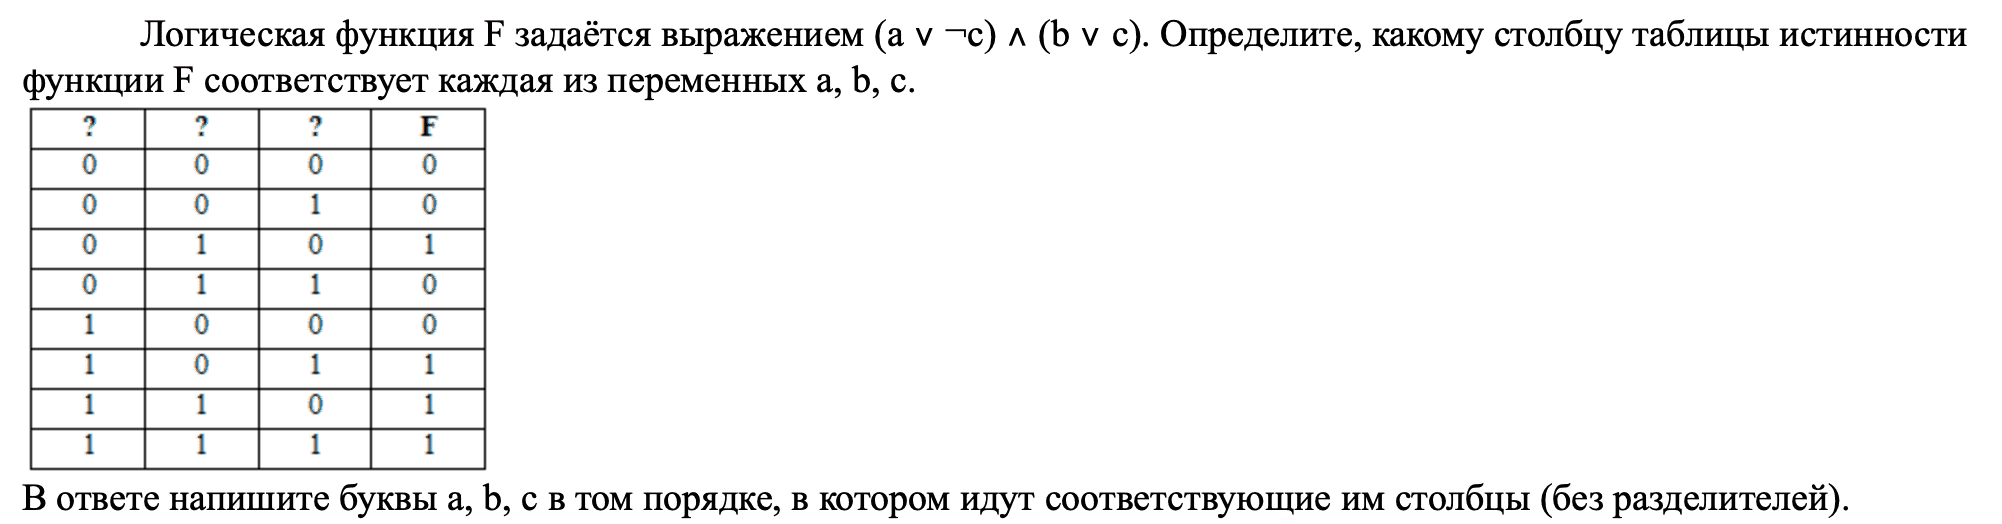 Логическая функция F задаётся выражением (a ∨ ¬c) ∧ (b ∨ c). Определите, какому столбцу таблицы истинности
функции F соответствует каждая из переменных a, b, c.
? ? ? F
0 0 0 0
0 0 1 0
0 1 0 1
0 1 1 0
1 0 0 0
1 0 1 1
1 1 0 1
1 1 1 1
В ответе напишите буквы a, b, c в том порядке, в котором идут соответствующие им столбцы (без разделителей).